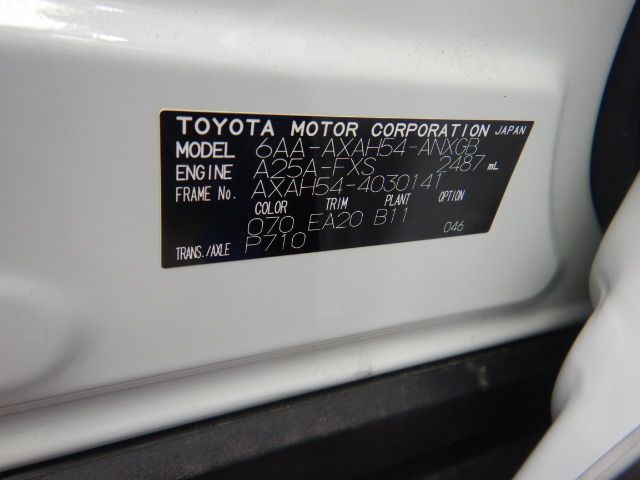 TOYOTA MOTOR CORPORATION JAPAN
MODEL 6AA-AXAH54-ANXGB
ENGINE A25A-FXS 2487 mL
FRAME No. AXAH54-4030141
COLOR TRIM PLANT OPTION
070 EA20 B11 046
TRANS./AXLE P710